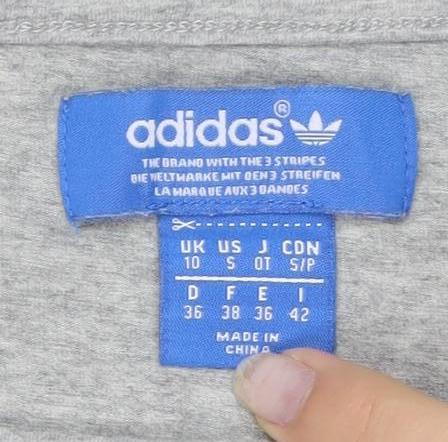 adidas®
THE BRAND WITH THE 3 STRIPES
DIE WELTMARKE MIT DEN 3 STREIFEN
LA MARQUE AUX 3 BANDES
UK US J CDN
10 S OT S/P
D F E I
36 38 36 42
MADE IN
CHINA